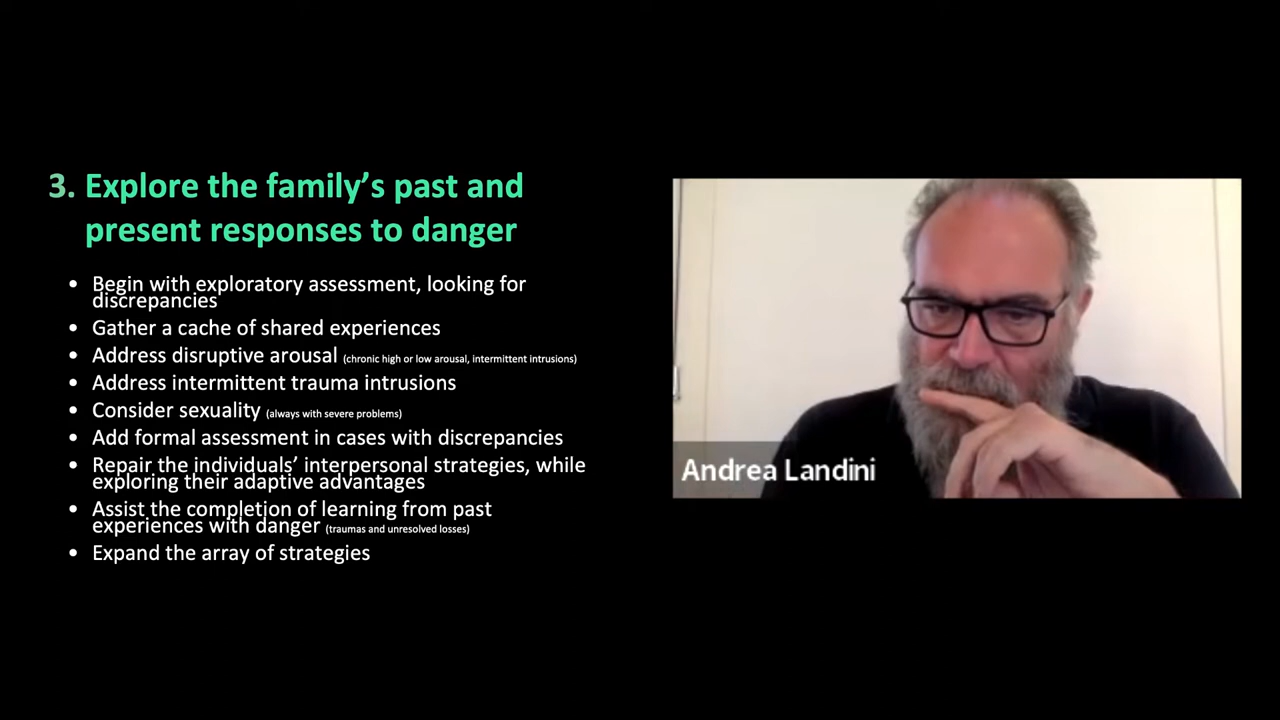 3. Explore the family’s past and
present responses to danger
• Begin with exploratory assessment, looking for
discrepancies
• Gather a cache of shared experiences
• Address disruptive arousal (chronic high or low arousal, intermittent intrusions)
• Address intermittent trauma intrusions
• Consider sexuality (always with severe problems)
• Add formal assessment in cases with discrepancies
• Repair the individuals’ interpersonal strategies, while
exploring their adaptive advantages
• Assist the completion of learning from past
experiences with danger (traumas and unresolved losses)
• Expand the array of strategies
Andrea Landini